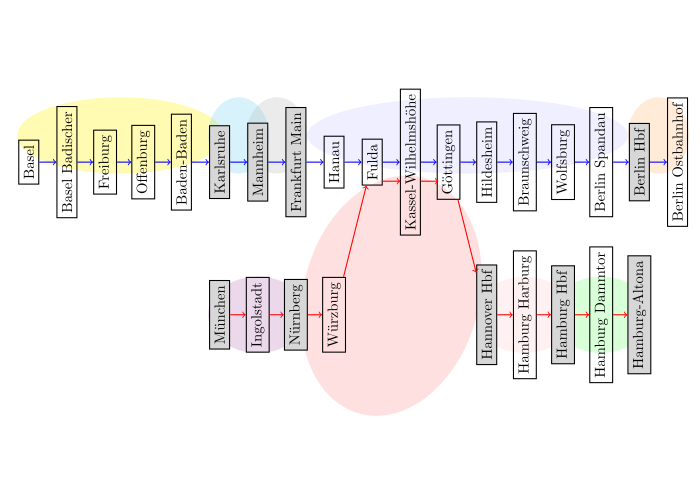 Basel
Basel Badischer
Freiburg
Offenburg
Baden-Baden
Karlsruhe
Mannheim
Frankfurt Main
Hanau
Fulda
Kassel-Wilhelmshöhe
Göttingen
Hildesheim
Braunschweig
Wolfsburg
Berlin Spandau
Berlin Hbf
Berlin Ostbahnhof
München
Ingolstadt
Nürnberg
Würzburg
Hannover Hbf
Hamburg Harburg
Hamburg Hbf
Hamburg Dammtor
Hamburg-Altona